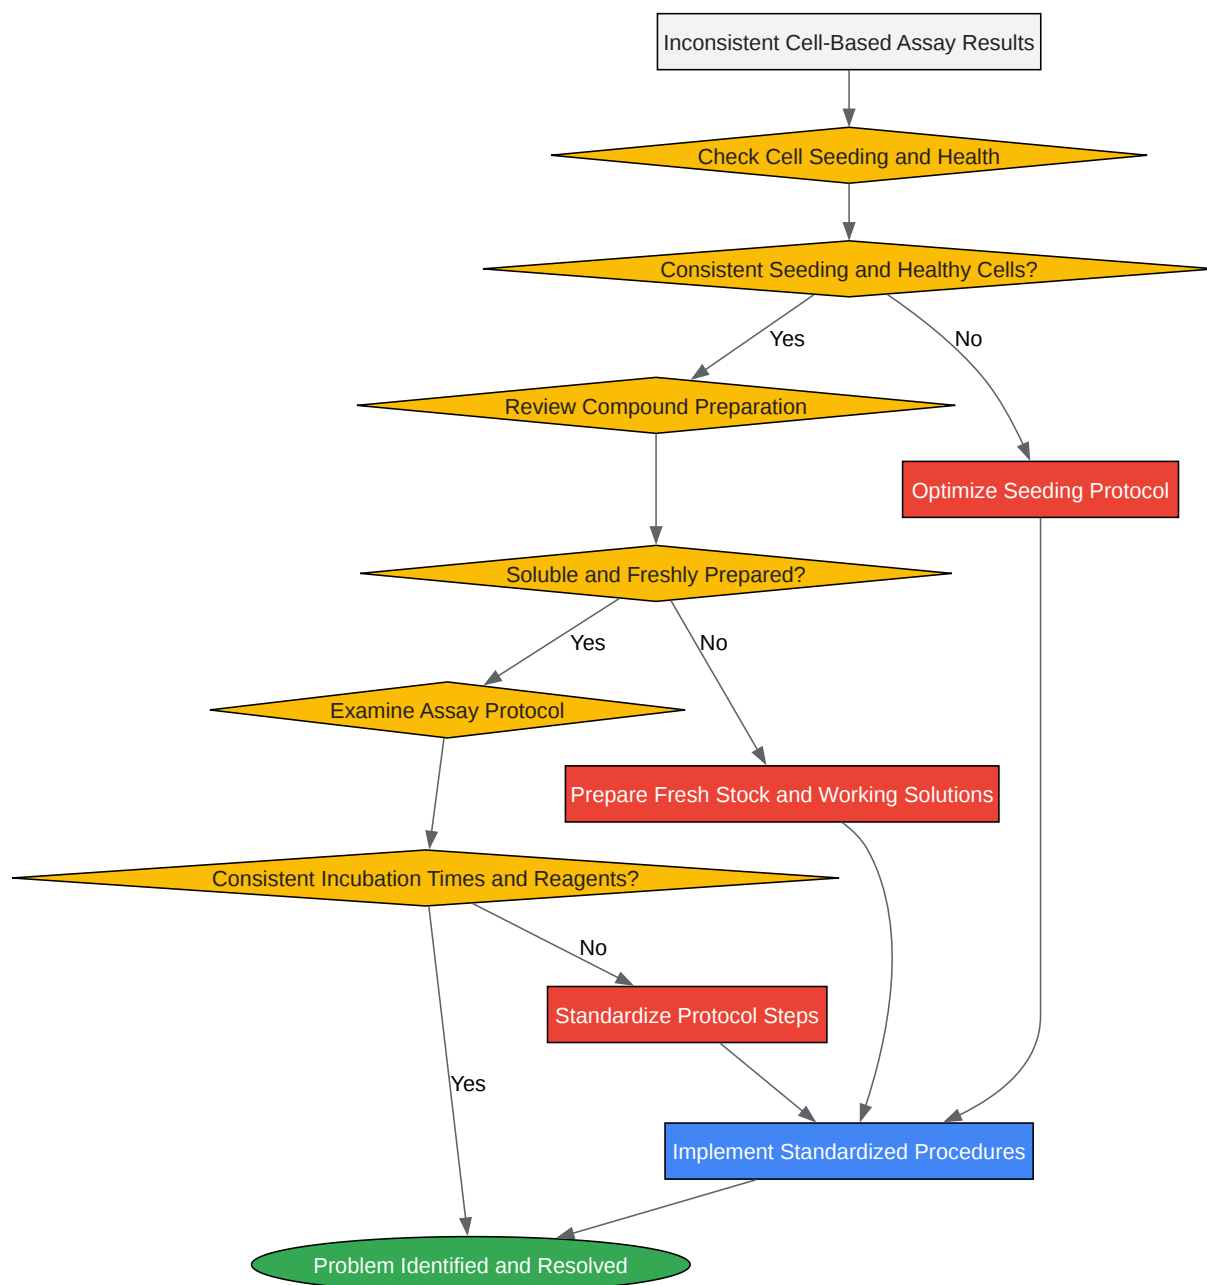 Inconsistent Cell-Based Assay Results
Check Cell Seeding and Health
Consistent Seeding and Healthy Cells?
Yes
No
Review Compound Preparation
Optimize Seeding Protocol
Soluble and Freshly Prepared?
Yes
No
Examine Assay Protocol
Prepare Fresh Stock and Working Solutions
Consistent Incubation Times and Reagents?
No
Standardize Protocol Steps
Yes
Implement Standardized Procedures
Problem Identified and Resolved